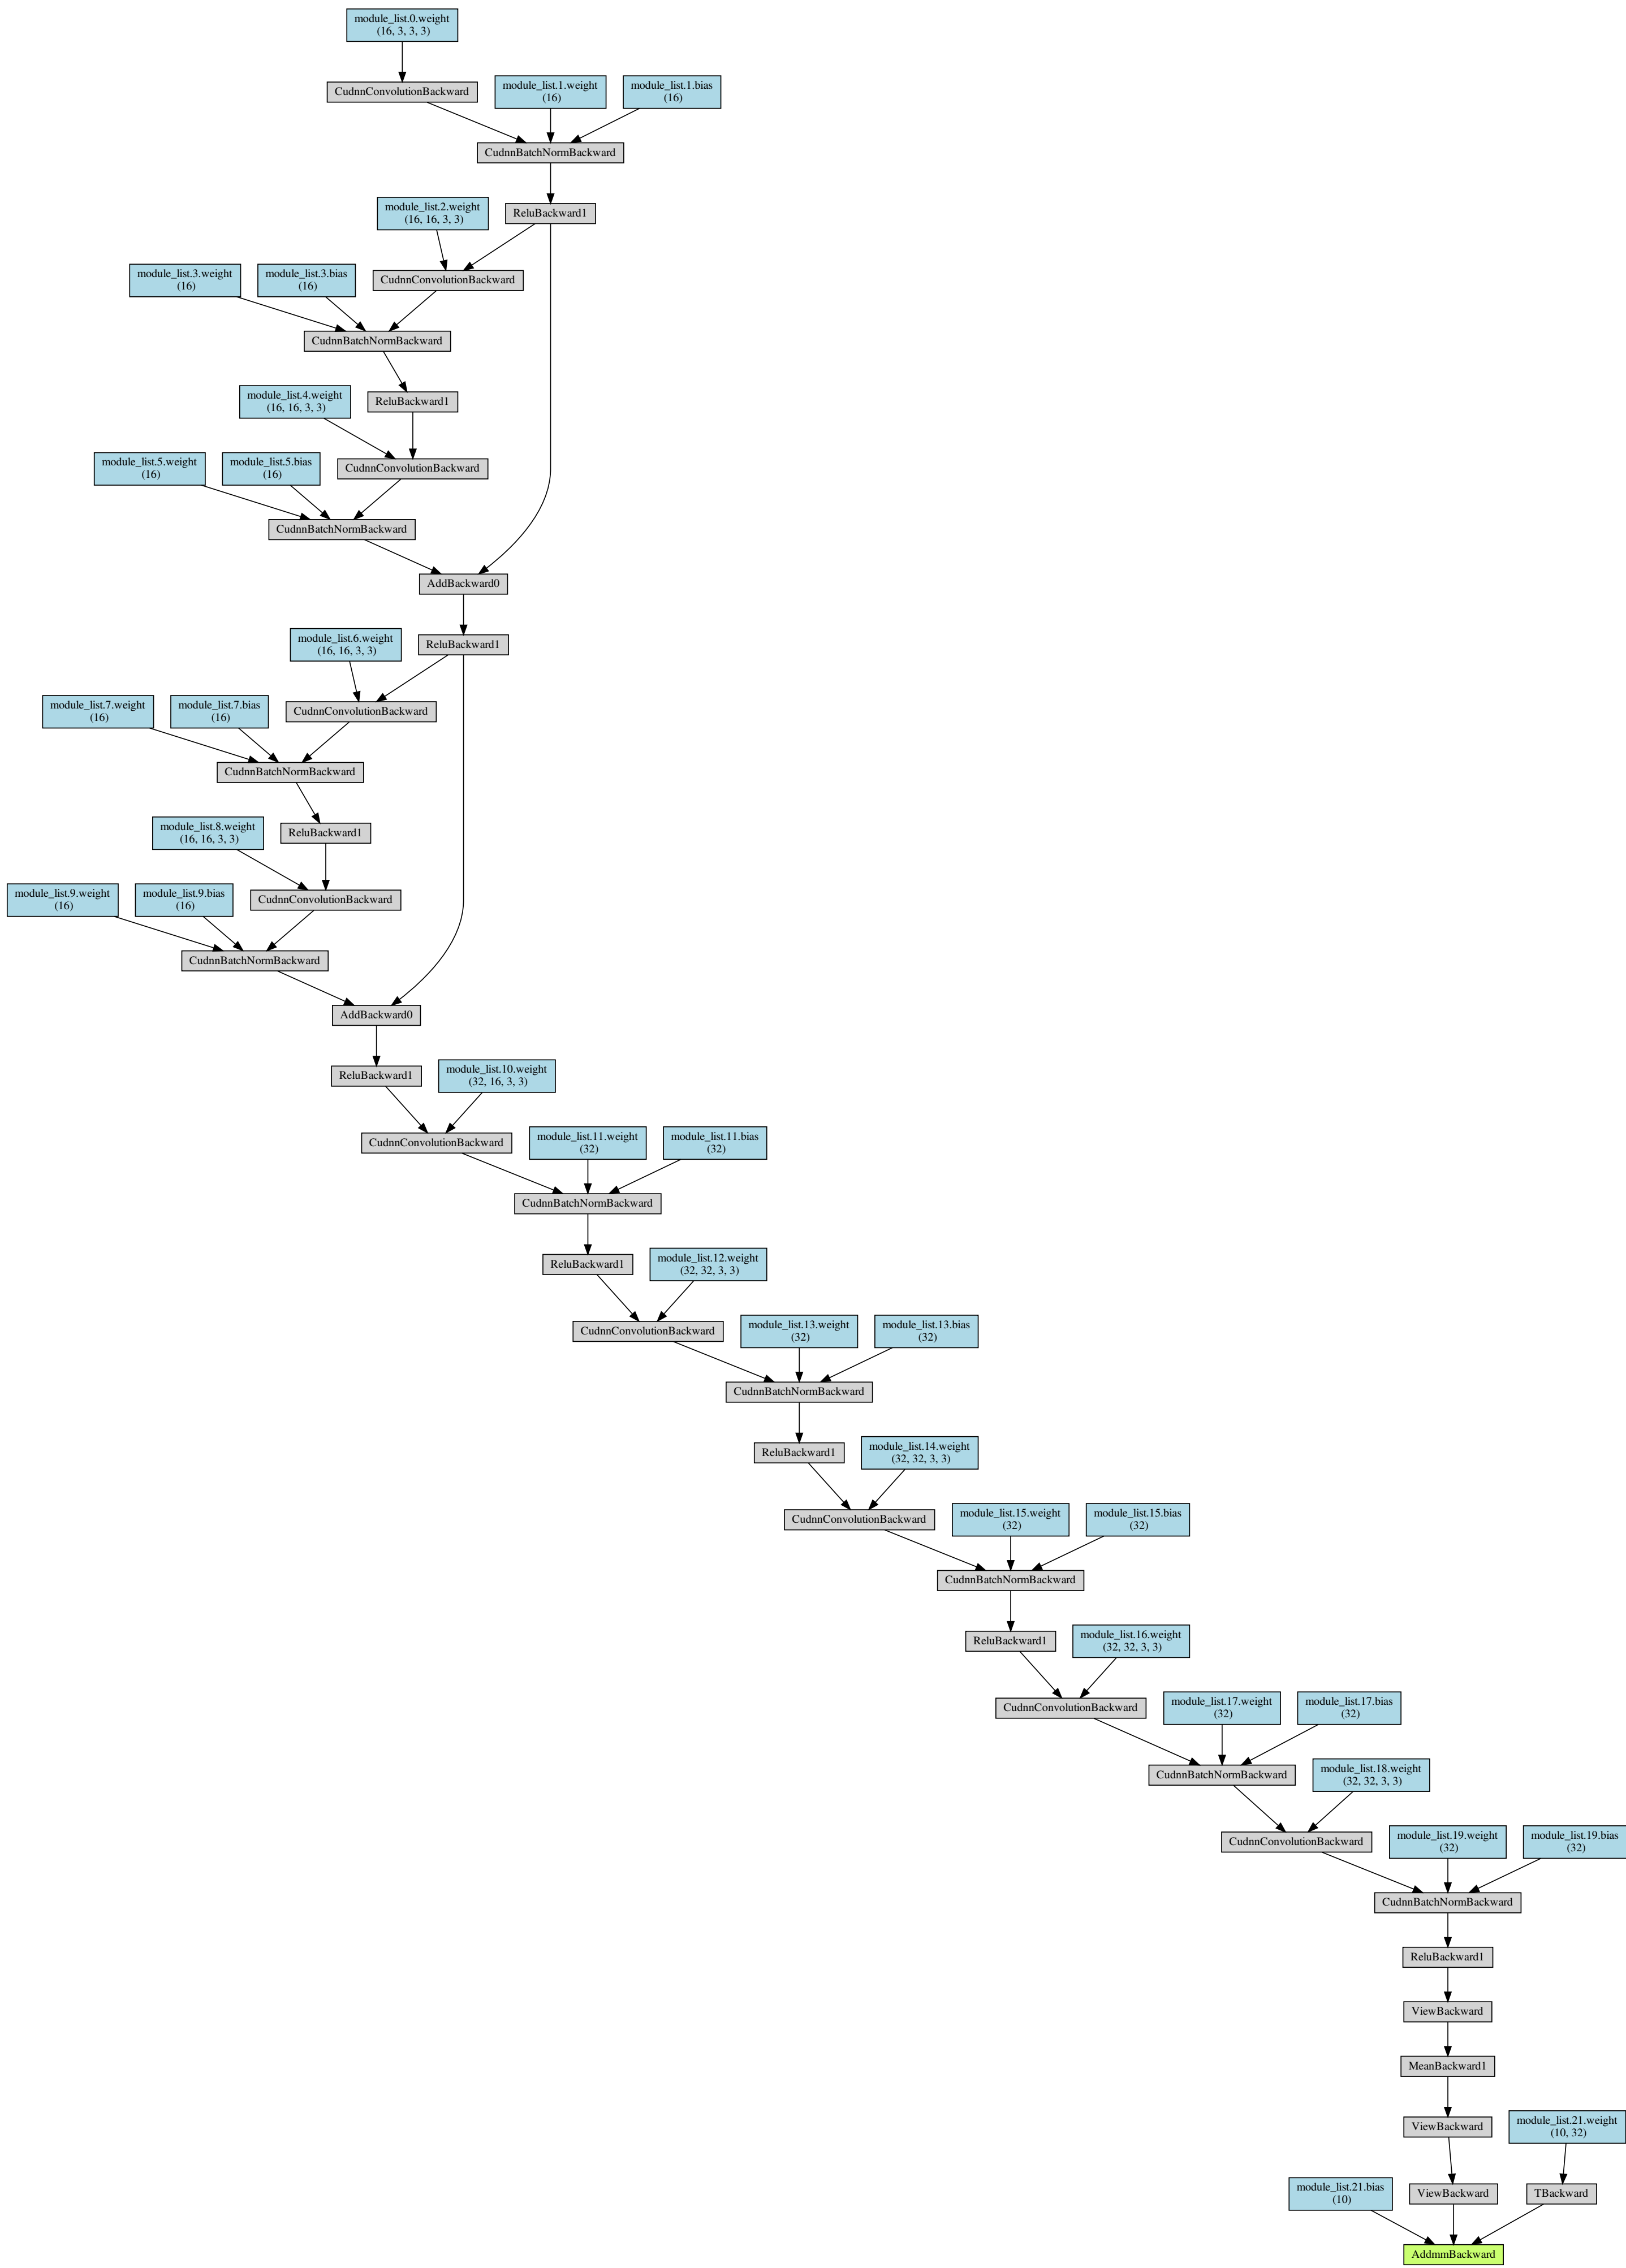 module_list.0.weight
(16, 3, 3, 3)
CudnnConvolutionBackward
module_list.1.weight
(16)
module_list.1.bias
(16)
CudnnBatchNormBackward
module_list.2.weight
(16, 16, 3, 3)
ReluBackward1
module_list.3.weight
(16)
module_list.3.bias
(16)
CudnnConvolutionBackward
CudnnBatchNormBackward
module_list.4.weight
(16, 16, 3, 3)
ReluBackward1
module_list.5.weight
(16)
module_list.5.bias
(16)
CudnnConvolutionBackward
CudnnBatchNormBackward
AddBackward0
module_list.6.weight
(16, 16, 3, 3)
ReluBackward1
module_list.7.weight
(16)
module_list.7.bias
(16)
CudnnConvolutionBackward
CudnnBatchNormBackward
module_list.8.weight
(16, 16, 3, 3)
ReluBackward1
module_list.9.weight
(16)
module_list.9.bias
(16)
CudnnConvolutionBackward
CudnnBatchNormBackward
AddBackward0
ReluBackward1
module_list.10.weight
(32, 16, 3, 3)
CudnnConvolutionBackward
module_list.11.weight
(32)
module_list.11.bias
(32)
CudnnBatchNormBackward
ReluBackward1
module_list.12.weight
(32, 32, 3, 3)
CudnnConvolutionBackward
module_list.13.weight
(32)
module_list.13.bias
(32)
CudnnBatchNormBackward
ReluBackward1
module_list.14.weight
(32, 32, 3, 3)
CudnnConvolutionBackward
module_list.15.weight
(32)
module_list.15.bias
(32)
CudnnBatchNormBackward
ReluBackward1
module_list.16.weight
(32, 32, 3, 3)
CudnnConvolutionBackward
module_list.17.weight
(32)
module_list.17.bias
(32)
CudnnBatchNormBackward
module_list.18.weight
(32, 32, 3, 3)
CudnnConvolutionBackward
module_list.19.weight
(32)
module_list.19.bias
(32)
CudnnBatchNormBackward
ReluBackward1
ViewBackward
MeanBackward1
ViewBackward
module_list.21.weight
(10, 32)
module_list.21.bias
(10)
ViewBackward
TBackward
AddmmBackward